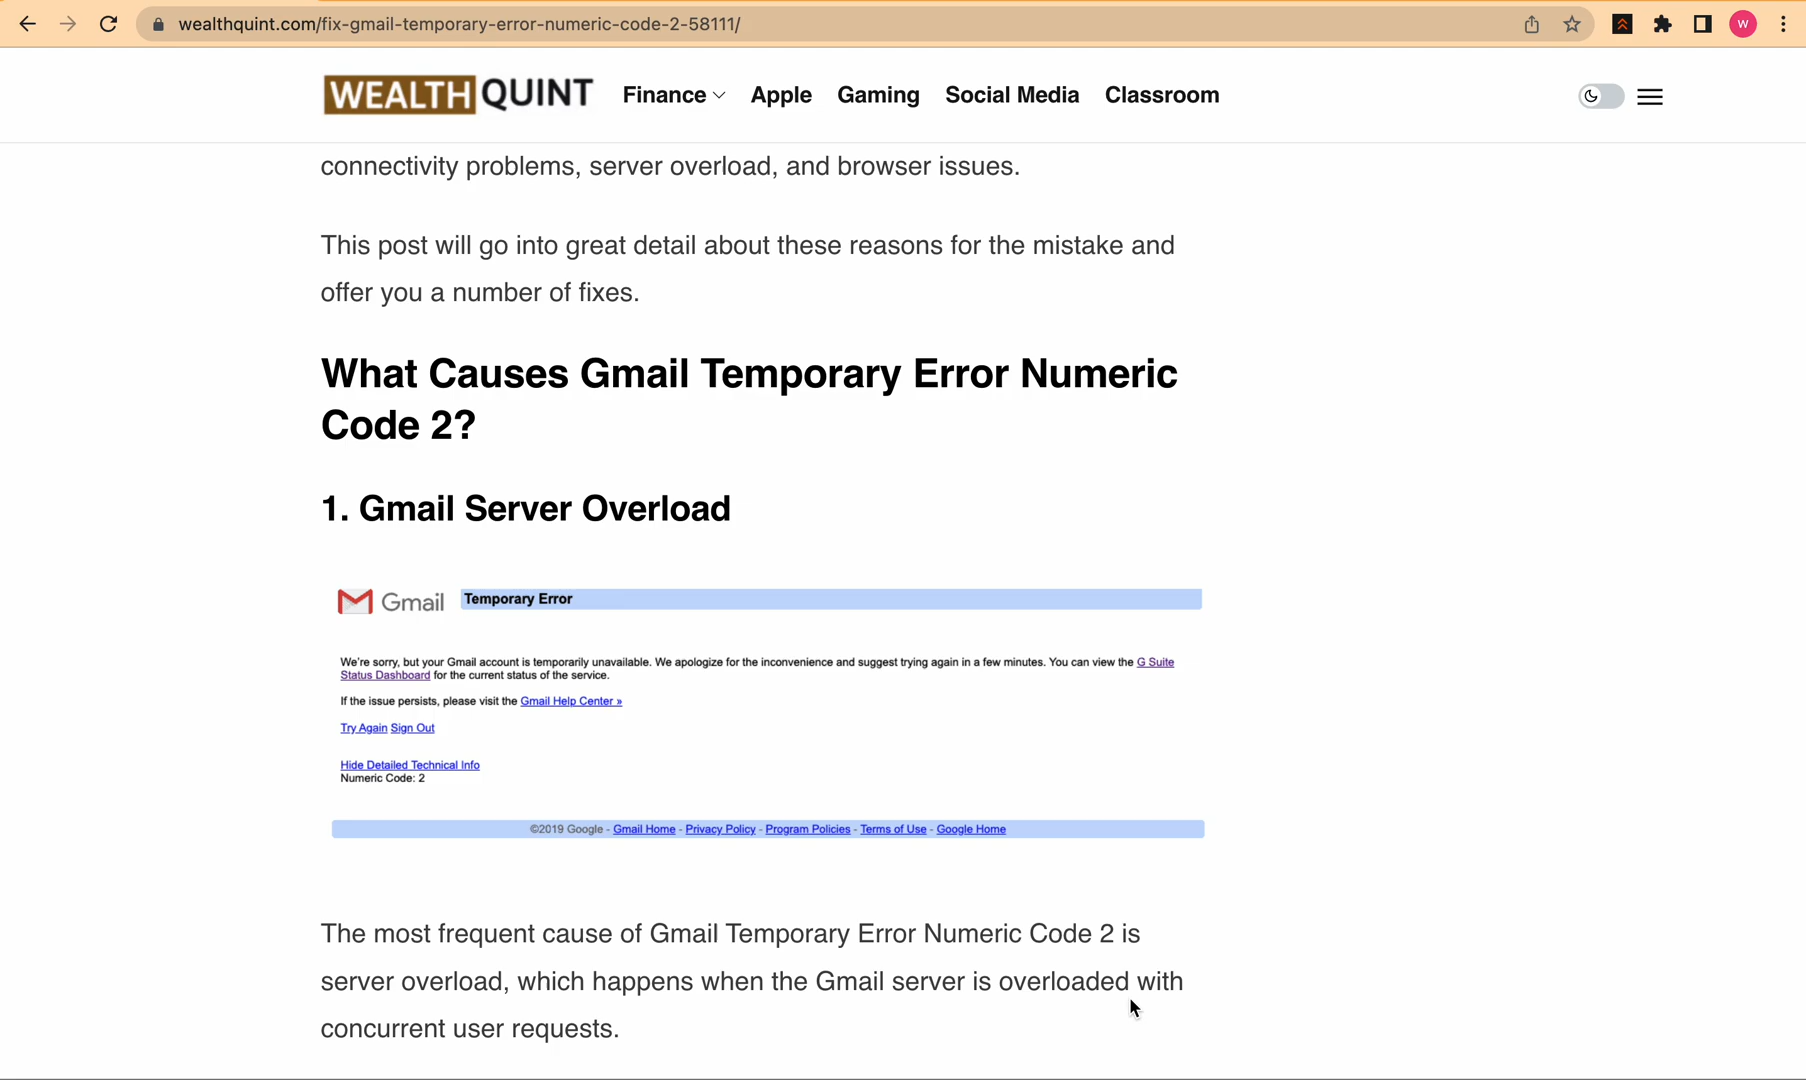 wealthquint.com/fix-gmail-temporary-error-numeric-code-2-58111/
W
WEALTH QUINT
Finance
Apple
Gaming
Social Media
Classroom
connectivity problems, server overload, and browser issues.
This post will go into great detail about these reasons for the mistake and
offer you a number of fixes.
What Causes Gmail Temporary Error Numeric
Code 2?
1. Gmail Server Overload
Gmail
Temporary Error
We're sorry, but your Gmail account is temporarily unavailable. We apologize for the inconvenience and suggest trying again in a few minutes. You can view the G Suite
Status Dashboard for the current status of the service.
If the issue persists, please visit the Gmail Help Center »
Try Again Sign Out
Hide Detailed Technical Info
Numeric Code: 2
©2019 Google - Gmail Home - Privacy Policy - Program Policies - Terms of Use - Google Home
The most frequent cause of Gmail Temporary Error Numeric Code 2 is
server overload, which happens when the Gmail server is overloaded with
concurrent user requests.